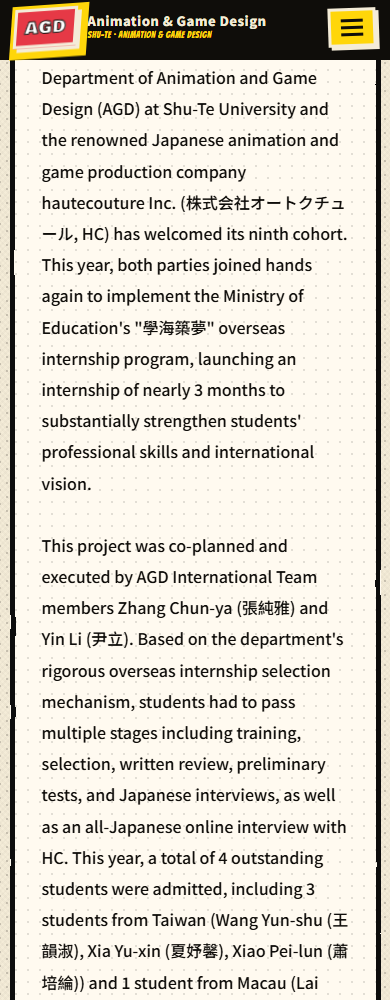 AGD
Animation & Game Design
SHU-TE · ANIMATION & GAME DESIGN
Department of Animation and Game
Design (AGD) at Shu-Te University and
the renowned Japanese animation and
game production company
hautecouture Inc. (株式会社オートクチュ
ール, HC) has welcomed its ninth cohort.
This year, both parties joined hands
again to implement the Ministry of
Education's "學海築夢" overseas
internship program, launching an
internship of nearly 3 months to
substantially strengthen students'
professional skills and international
vision.
This project was co-planned and
executed by AGD International Team
members Zhang Chun-ya (張純雅) and
Yin Li (尹立). Based on the department's
rigorous overseas internship selection
mechanism, students had to pass
multiple stages including training,
selection, written review, preliminary
tests, and Japanese interviews, as well
as an all-Japanese online interview with
HC. This year, a total of 4 outstanding
students were admitted, including 3
students from Taiwan (Wang Yun-shu (王
韻淑), Xia Yu-xin (夏妤馨), Xiao Pei-lun (蕭
培綸)) and 1 student from Macau (Lai